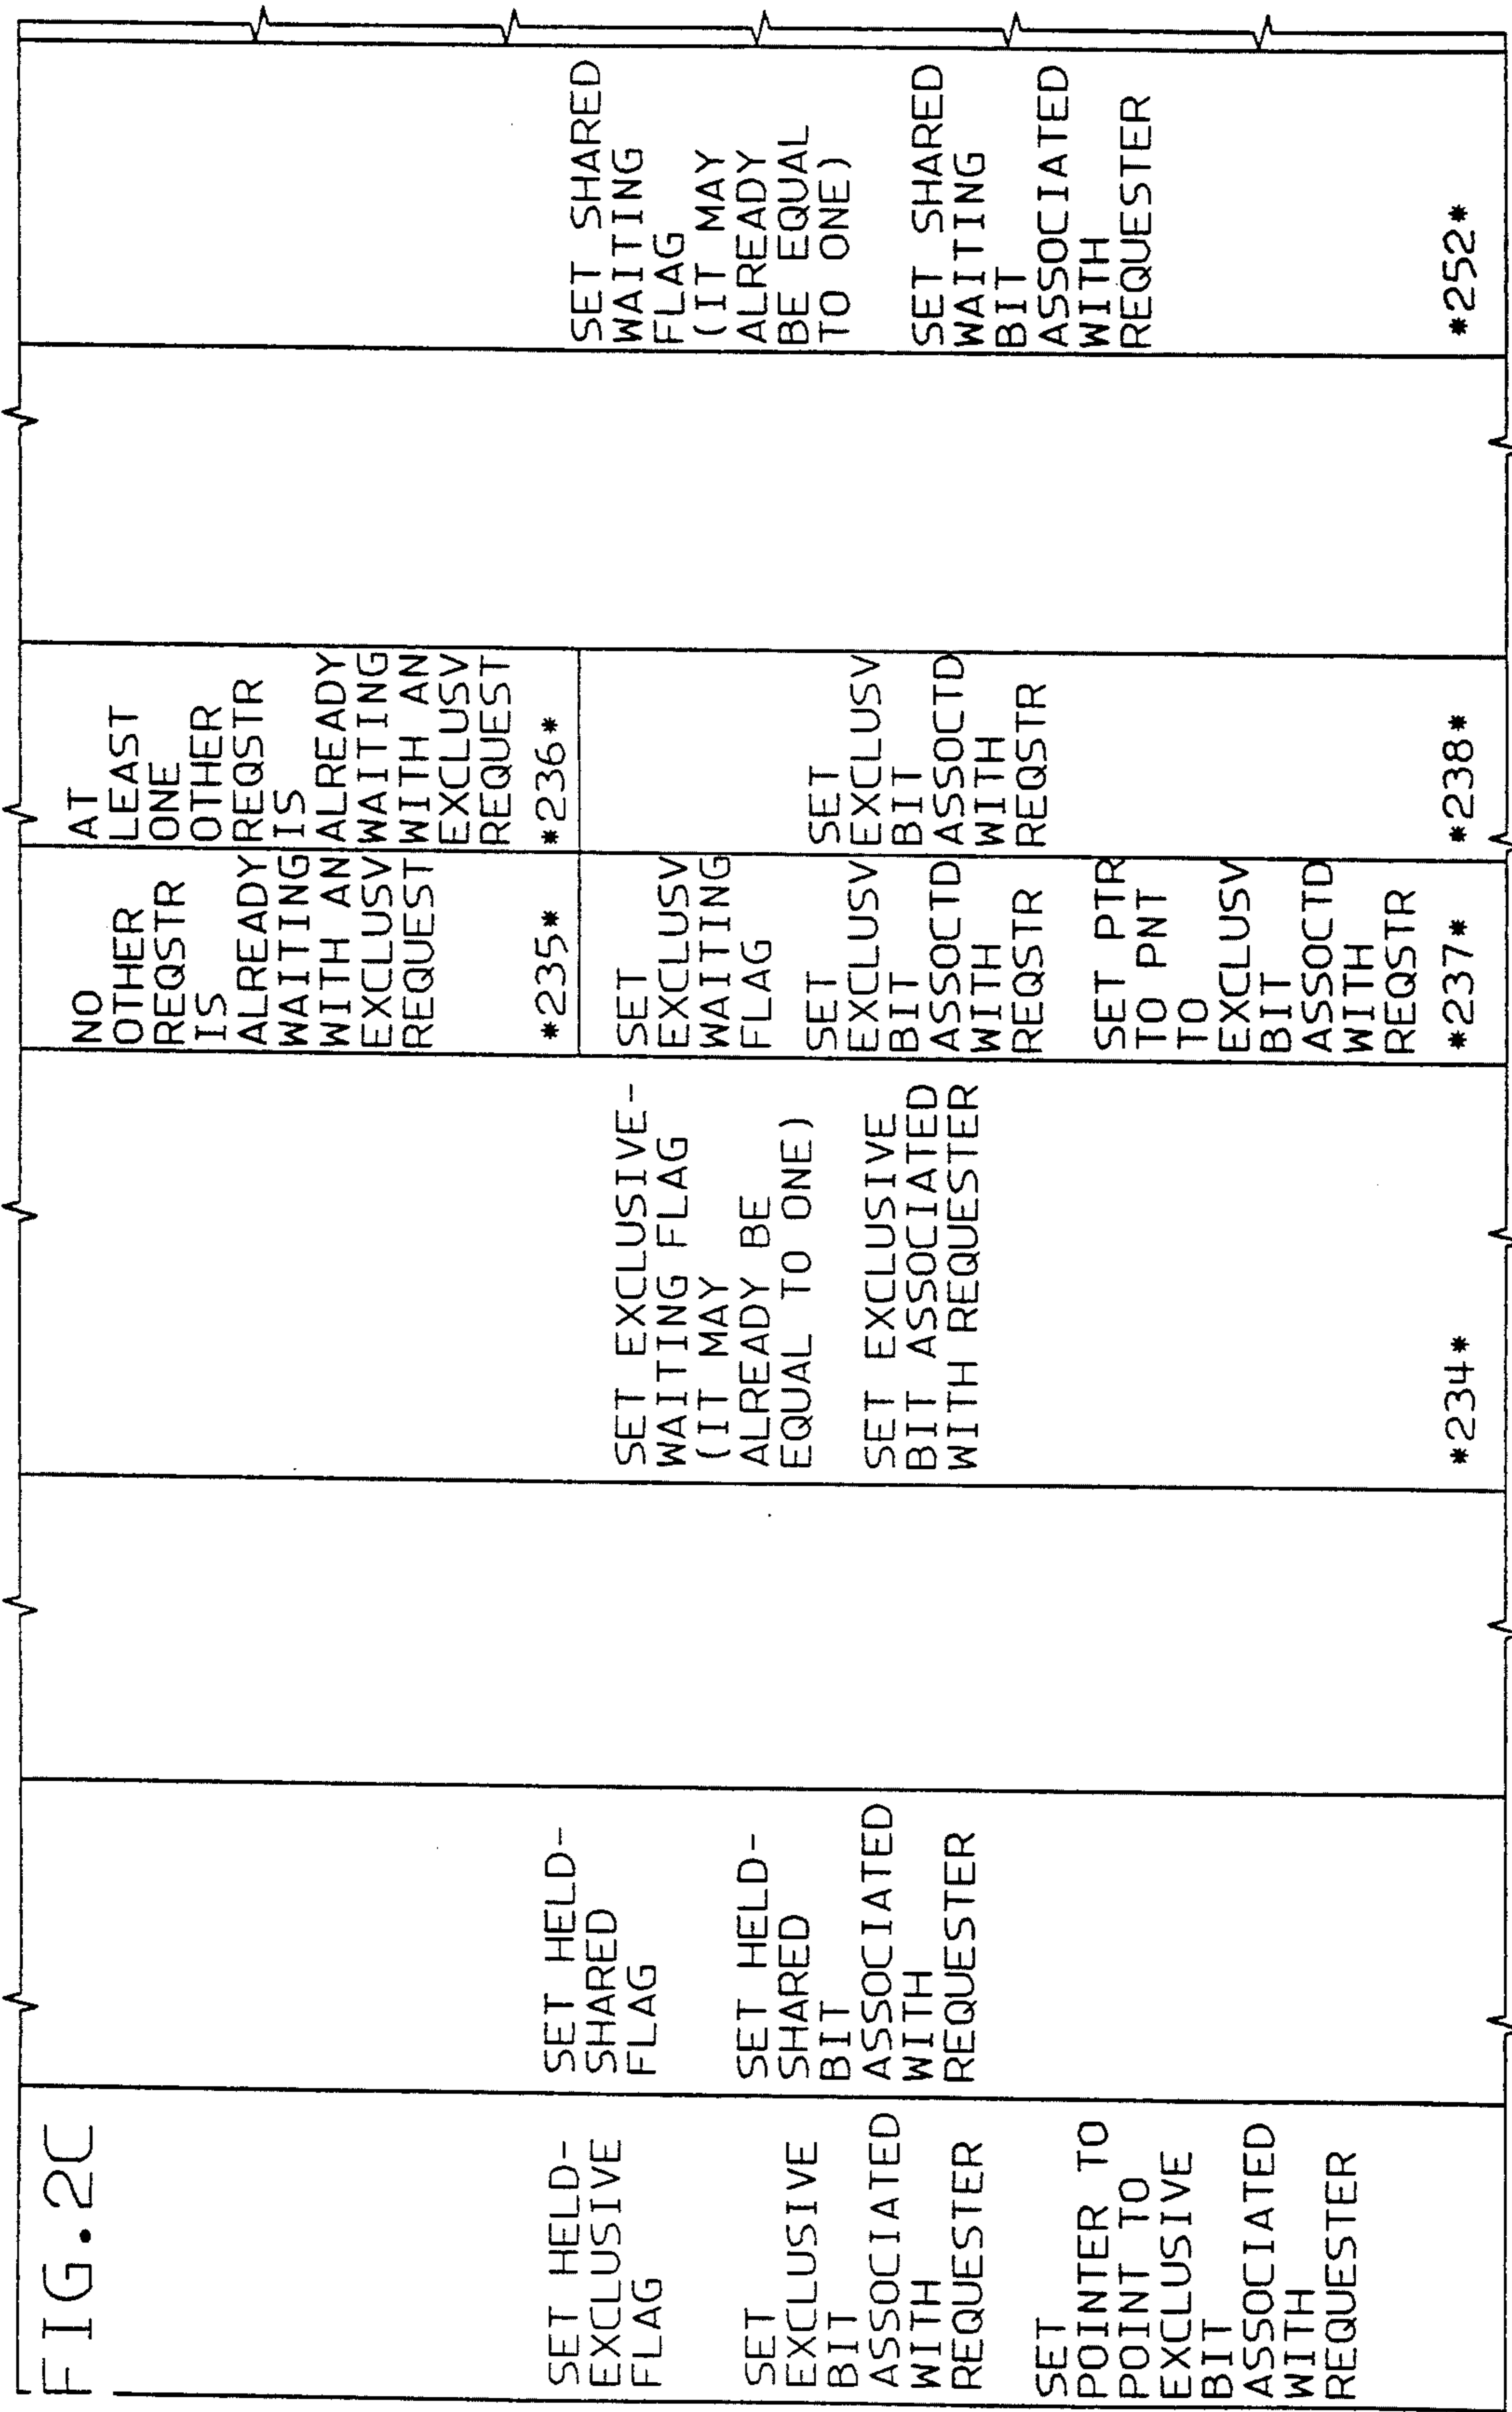 FIG.2C
SET HELD-
EXCLUSIVE
FLAG
SET
EXCLUSIVE
BIT
ASSOCIATED
WITH
REQUESTER
SET
POINTER TO
POINT TO
EXCLUSIVE
BIT
ASSOCIATED
WITH
REQUESTER
SET HELD-
SHARED
FLAG
SET HELD-
SHARED
BIT
ASSOCIATED
WITH
REQUESTER
SET EXCLUSIVE-
WAITING FLAG
(IT MAY
ALREADY BE
EQUAL TO ONE)
SET EXCLUSIVE
BIT ASSOCIATED
WITH REQUESTER
*234*
NO
OTHER
REQSTR
IS
ALREADY
WAITING
WITH AN
EXCLUSV
REQUEST
*235*
SET
EXCLUSV
WAITING
FLAG
SET
EXCLUSV
BIT
ASSOCTD
WITH
REQSTR
SET PTR
TO PNT
TO
EXCLUSV
BIT
ASSOCTD
WITH
REQSTR
*237*
AT
LEAST
ONE
OTHER
REQSTR
IS
ALREADY
WAITING
WITH AN
EXCLUSV
REQUEST
*236*
SET
EXCLUSV
BIT
ASSOCTD
WITH
REQSTR
*238*
SET SHARED
WAITING
FLAG
(IT MAY
ALREADY
BE EQUAL
TO ONE)
SET SHARED
WAITING
BIT
ASSOCIATED
WITH
REQUESTER
*252*